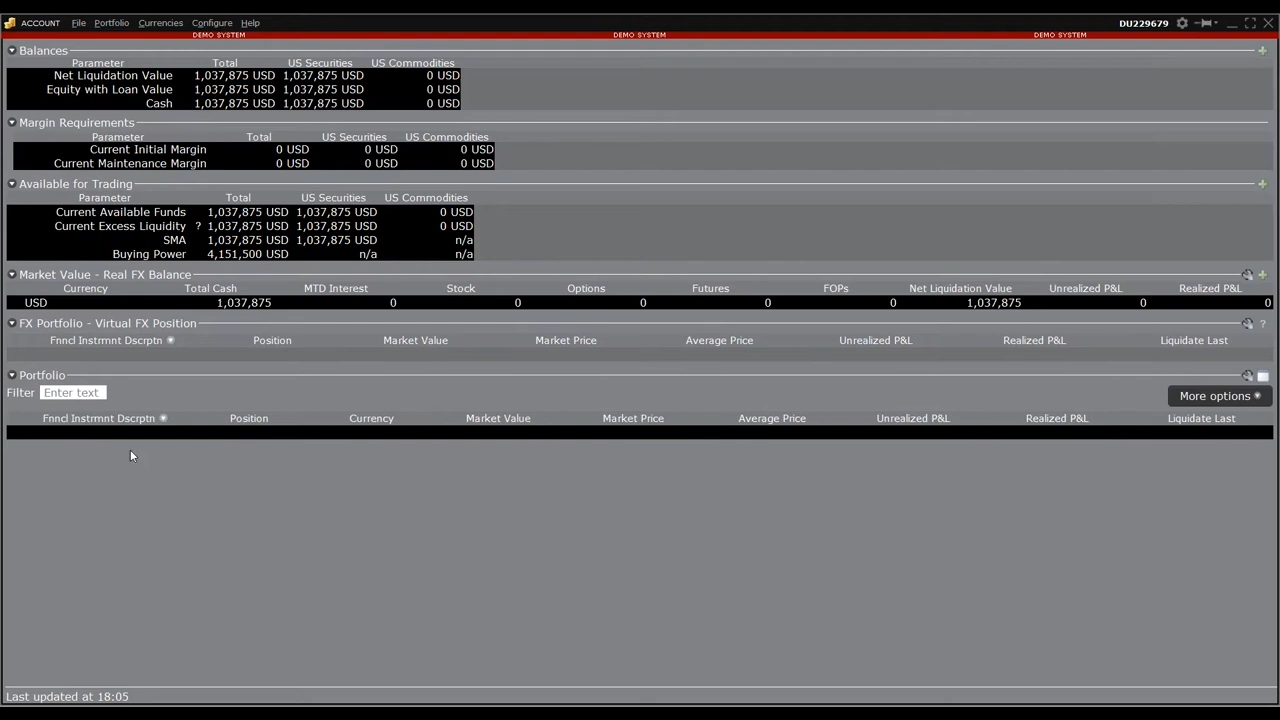 ACCOUNT File Portfolio Currencies Configure Help DU229679
DEMO SYSTEM DEMO SYSTEM DEMO SYSTEM
Balances
Parameter Total US Securities US Commodities
Net Liquidation Value 1,037,875 USD 1,037,875 USD 0 USD
Equity with Loan Value 1,037,875 USD 1,037,875 USD 0 USD
Cash 1,037,875 USD 1,037,875 USD 0 USD
Margin Requirements
Parameter Total US Securities US Commodities
Current Initial Margin 0 USD 0 USD 0 USD
Current Maintenance Margin 0 USD 0 USD 0 USD
Available for Trading
Parameter Total US Securities US Commodities
Current Available Funds 1,037,875 USD 1,037,875 USD 0 USD
Current Excess Liquidity ? 1,037,875 USD 1,037,875 USD 0 USD
SMA 1,037,875 USD 1,037,875 USD n/a
Buying Power 4,151,500 USD n/a n/a
Market Value - Real FX Balance
Currency Total Cash MTD Interest Stock Options Futures FOPs Net Liquidation Value Unrealized P&L Realized P&L
USD 1,037,875 0 0 0 0 0 1,037,875 0 0
FX Portfolio - Virtual FX Position ?
Fnncl Instrmnt Dscrptn Position Market Value Market Price Average Price Unrealized P&L Realized P&L Liquidate Last
Portfolio
Filter Enter text More options
Fnncl Instrmnt Dscrptn Position Currency Market Value Market Price Average Price Unrealized P&L Realized P&L Liquidate Last
Last updated at 18:05